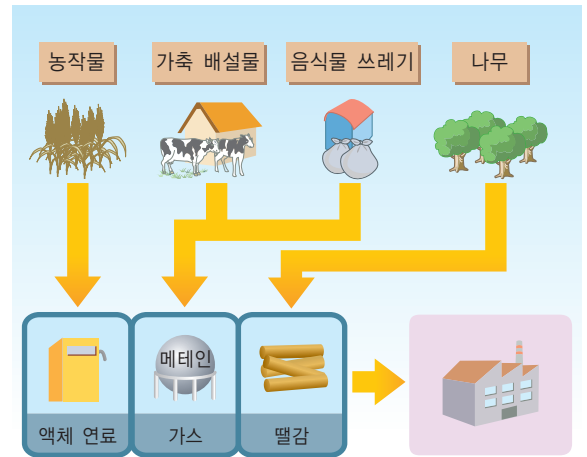 농작물
가축 배설물
음식물 쓰레기
나무
메테인
액체 연료
가스
땔감